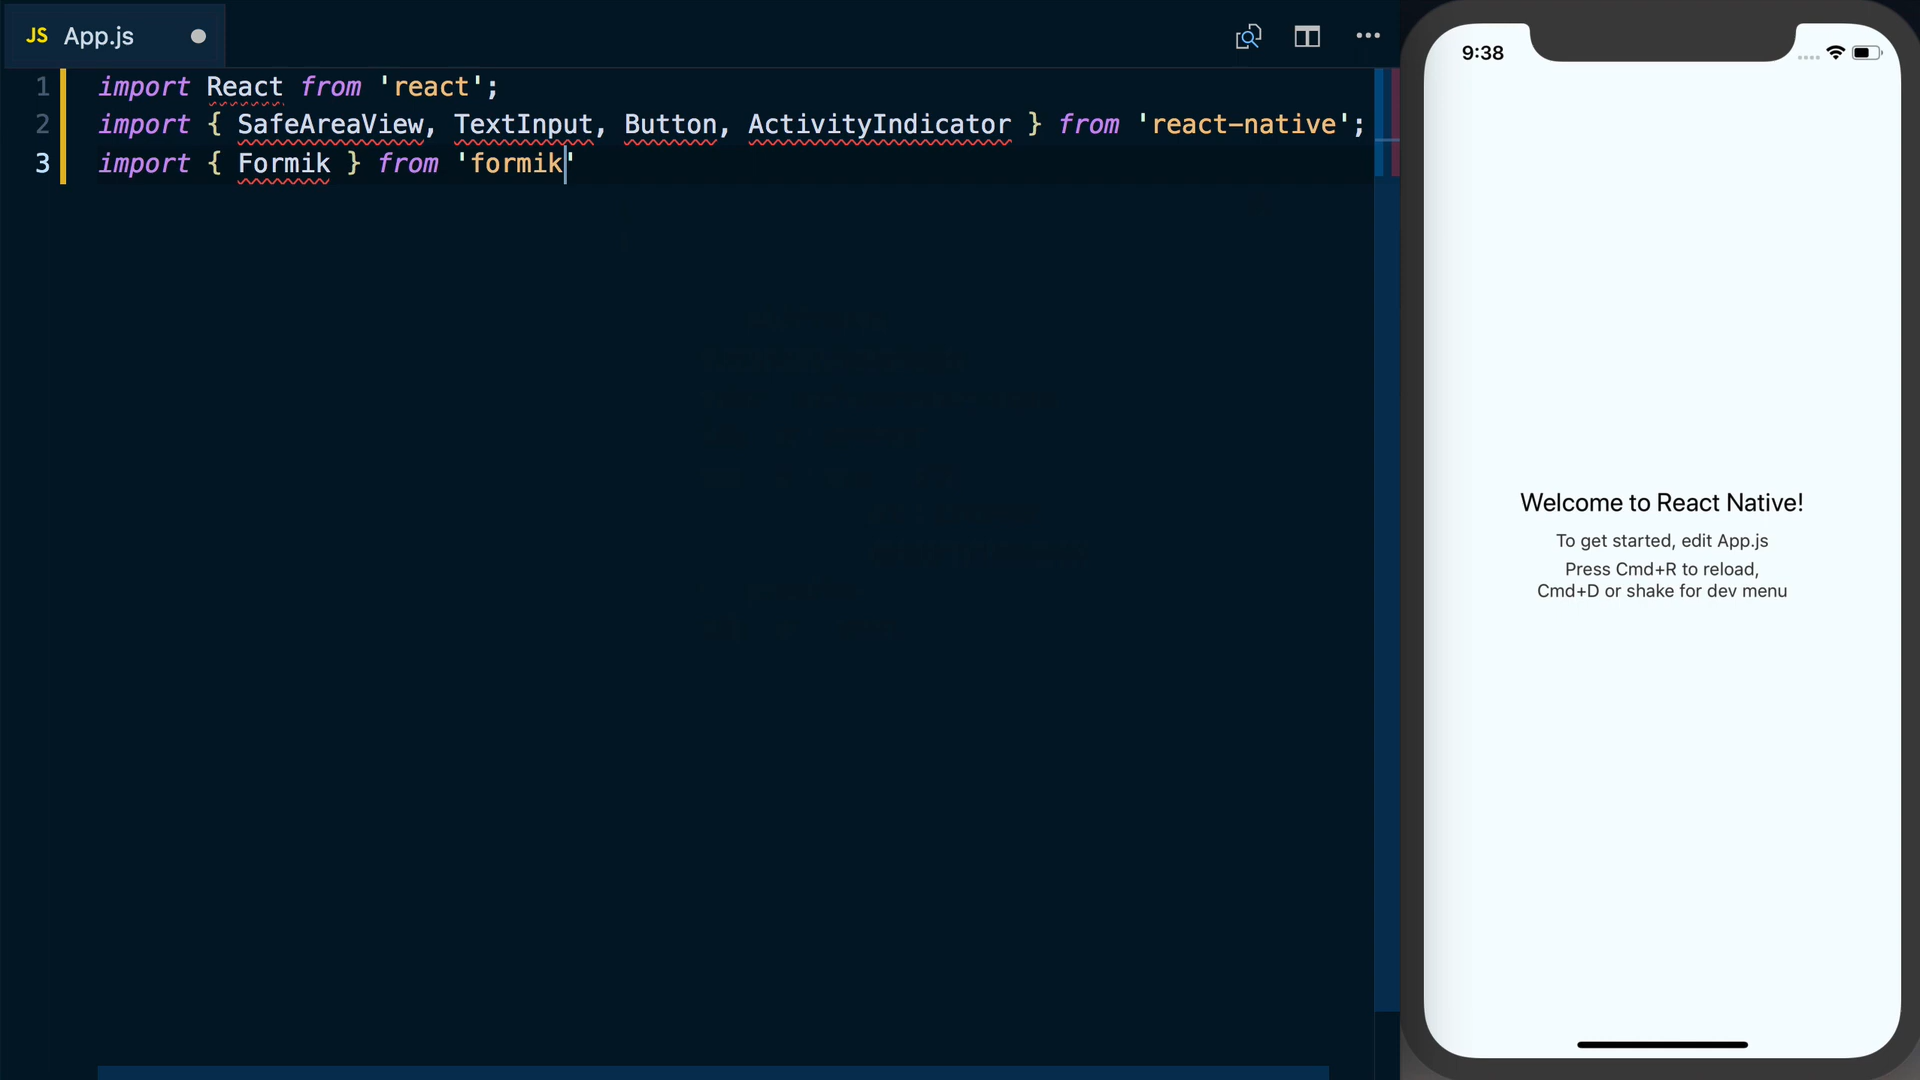 JS App.js
1 import React from 'react';
2 import { SafeAreaView, TextInput, Button, ActivityIndicator } from 'react-native';
3 import { Formik } from 'formik'
9:38
Welcome to React Native!
To get started, edit App.js
Press Cmd+R to reload,
Cmd+D or shake for dev menu